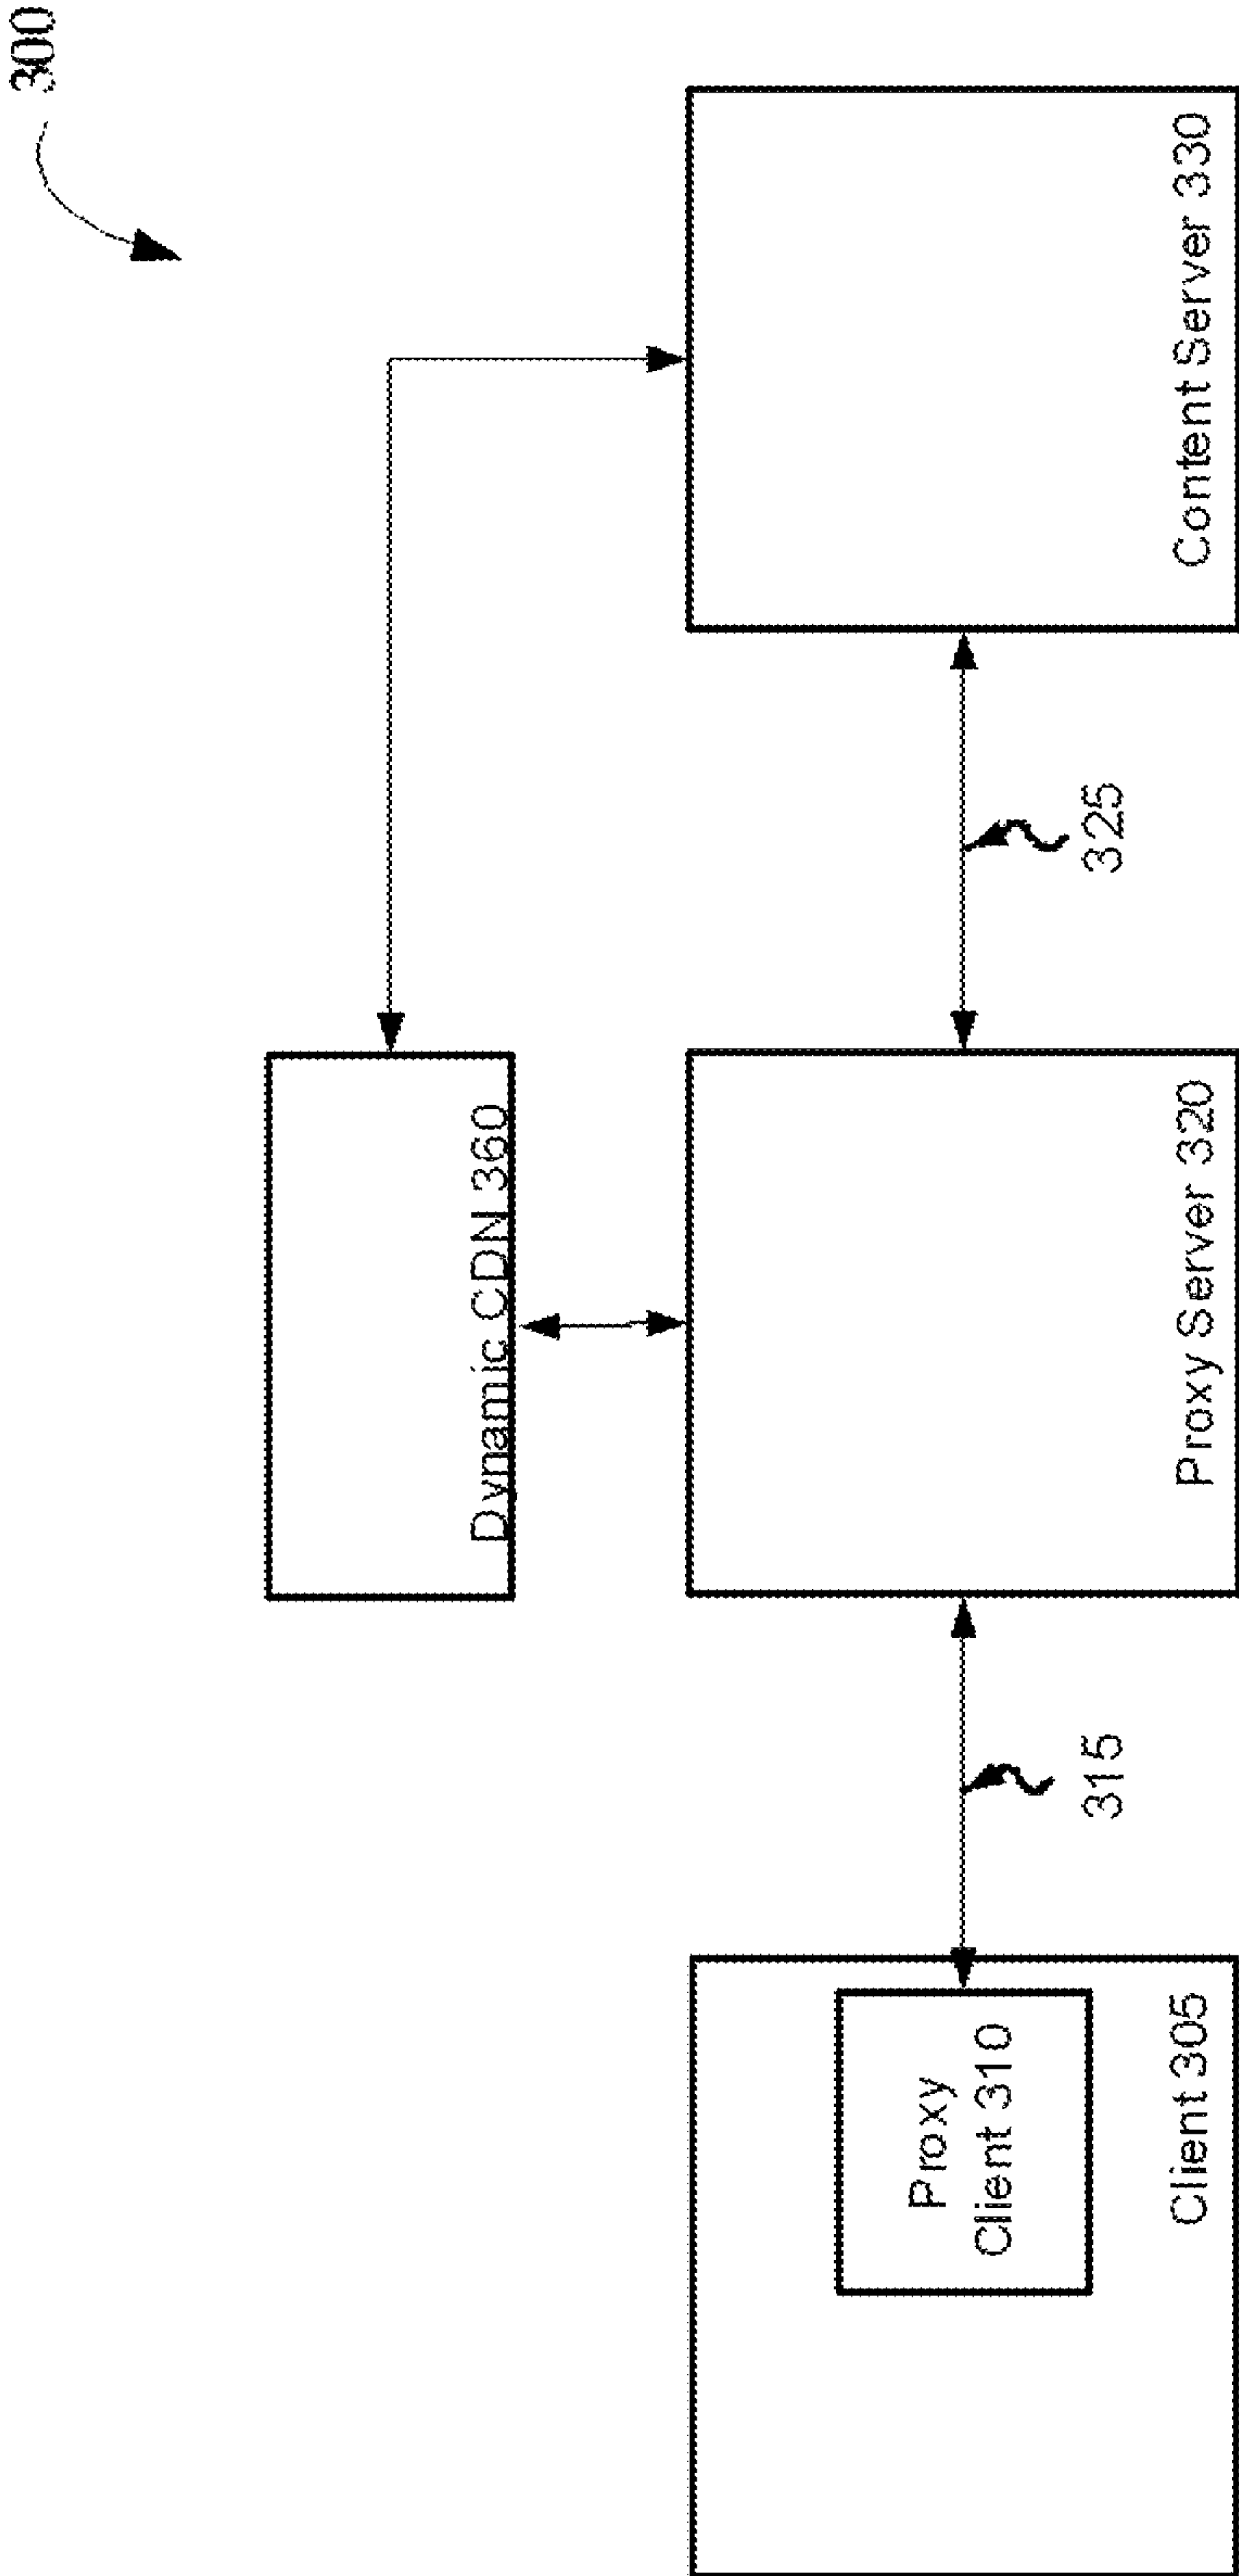 300
Dynamic CDN 360
Proxy
Client 310
Client 305
315
Proxy Server 320
325
Content Server 330